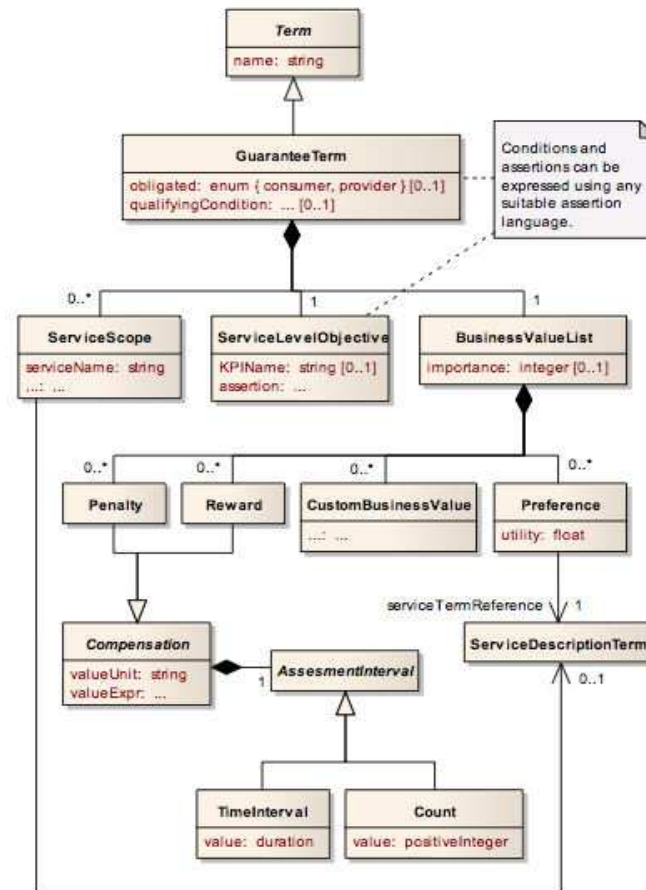 Term
name: string
GuaranteeTerm
obligated: enum { consumer, provider } [0..1]
qualifyingCondition: ... [0..1]
Conditions and
assertions can be
expressed using any
suitable assertion
language.
0..*
1
1
ServiceScope
serviceName: string
...: ...
ServiceLevelObjective
KPIName: string [0..1]
assertion: ...
BusinessValueList
importance: integer [0..1]
0..*
0..*
0..*
0..*
Penalty
Reward
CustomBusinessValue
...: ...
Preference
utility: float
serviceTermReference
1
Compensation
valueUnit: string
valueExpr: ...
1
AssesmentInterval
ServiceDescriptionTerm
0..1
TimeInterval
value: duration
Count
value: positiveInteger